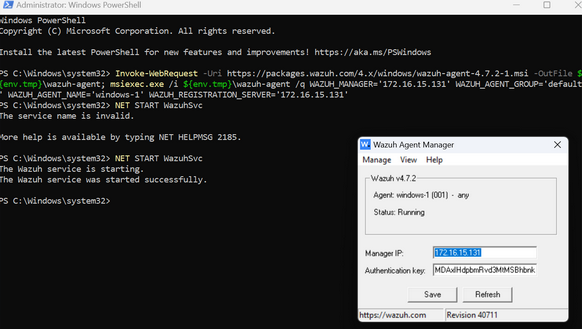 Administrator: Windows PowerShell
Windows PowerShell
Copyright (C) Microsoft Corporation. All rights reserved.
Install the latest PowerShell for new features and improvements! https://aka.ms/PSWindows
PS C:\Windows\system32> Invoke-WebRequest -Uri https://packages.wazuh.com/4.x/windows/wazuh-agent-4.7.2-1.msi -OutFile $
{env.tmp}\wazuh-agent; msiexec.exe /i ${env.tmp}\wazuh-agent /q WAZUH_MANAGER='172.16.15.131' WAZUH_AGENT_GROUP='default
' WAZUH_AGENT_NAME='windows-1' WAZUH_REGISTRATION_SERVER='172.16.15.131'
PS C:\Windows\system32> NET START WazuhSvc
The service name is invalid.
More help is available by typing NET HELPMSG 2185.
PS C:\Windows\system32> NET START WazuhSvc
The Wazuh service is starting.
The Wazuh service was started successfully.
PS C:\Windows\system32>
Wazuh Agent Manager
Manage View Help
Wazuh v4.7.2
Agent: windows-1 (001) - any
Status: Running
Manager IP: 172.16.15.131
Authentication key:
Save Refresh
https://wazuh.com Revision 40711